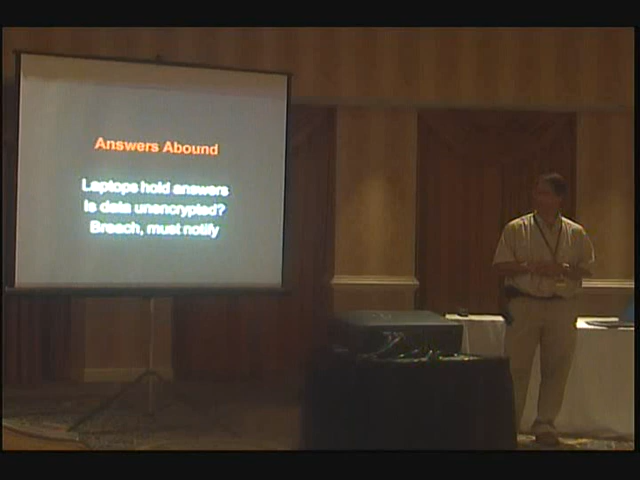 Answers Abound
Laptops hold answers
Is data unencrypted?
Breach, must notify